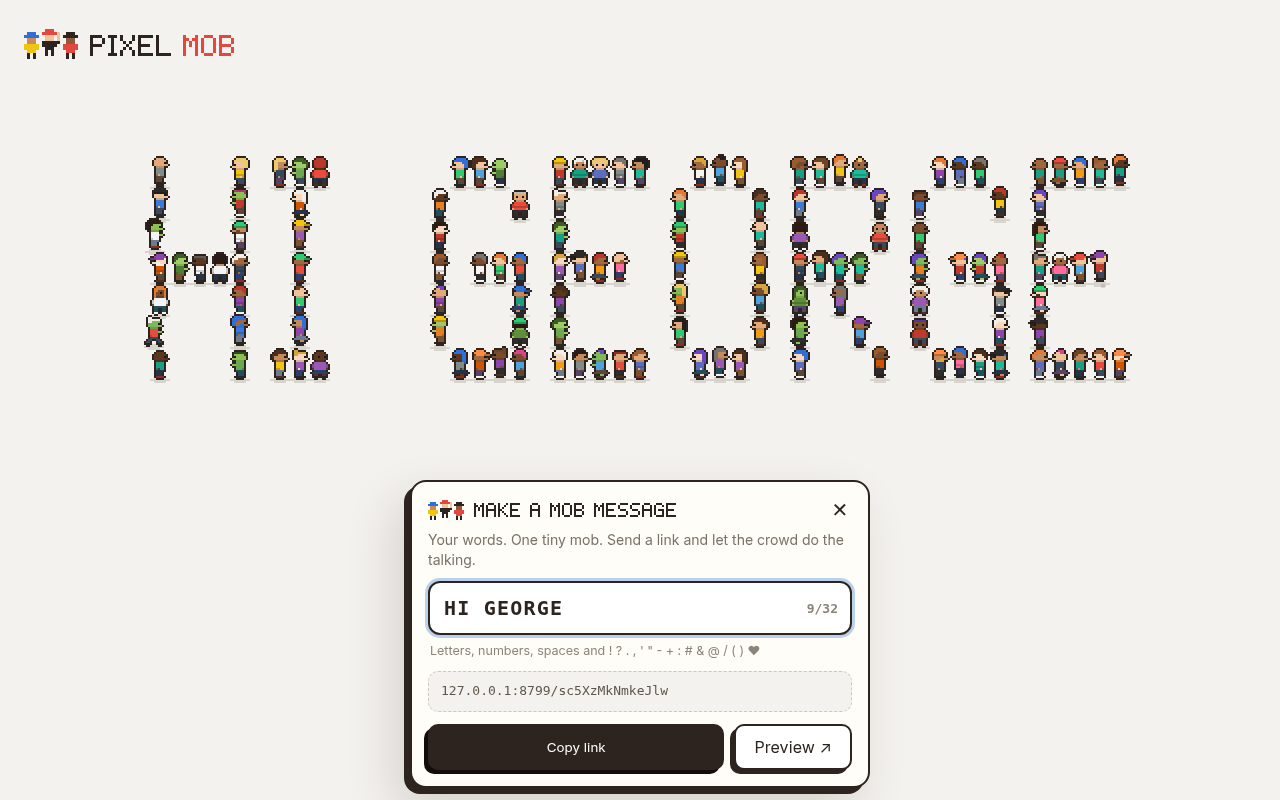 PIXEL MOB
HI GEORGE
MAKE A MOB MESSAGE
Your words. One tiny mob. Send a link and let the crowd do the
talking.
HI GEORGE 9/32
Letters, numbers, spaces and ! ? . , ' " - + : # & @ / ( ) ♥
127.0.0.1:8799/sc5XzMkNmkeJlw
Copy link Preview ↗